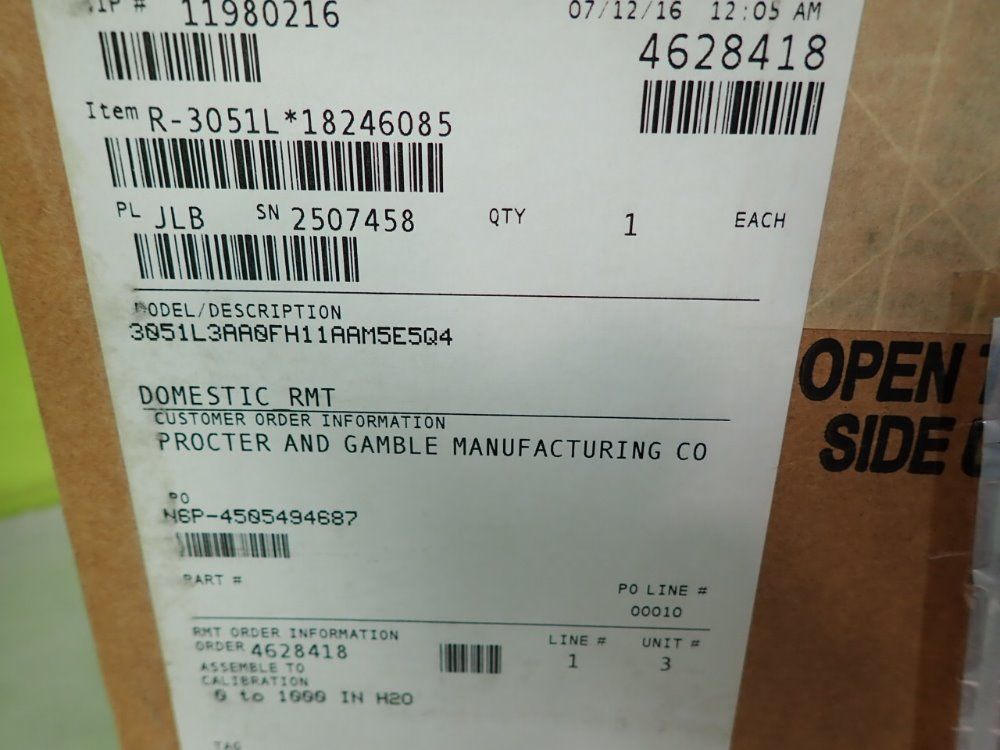 # 11980216
07/12/16 12:05 AM
4628418
Item R-3051L*18246085
PL JLB SN 2507458 QTY 1 EACH
MODEL/DESCRIPTION
3051L3AA0FH11AAM5E5Q4
DOMESTIC RMT
CUSTOMER ORDER INFORMATION
PROCTER AND GAMBLE MANUFACTURING CO
PO
N6P-4505494687
PART #
PO LINE #
00010
RMT ORDER INFORMATION
ORDER 4628418
LINE # UNIT #
1 3
ASSEMBLE TO
CALIBRATION
0 to 1000 IN H2O
TAG
OPEN
SIDE